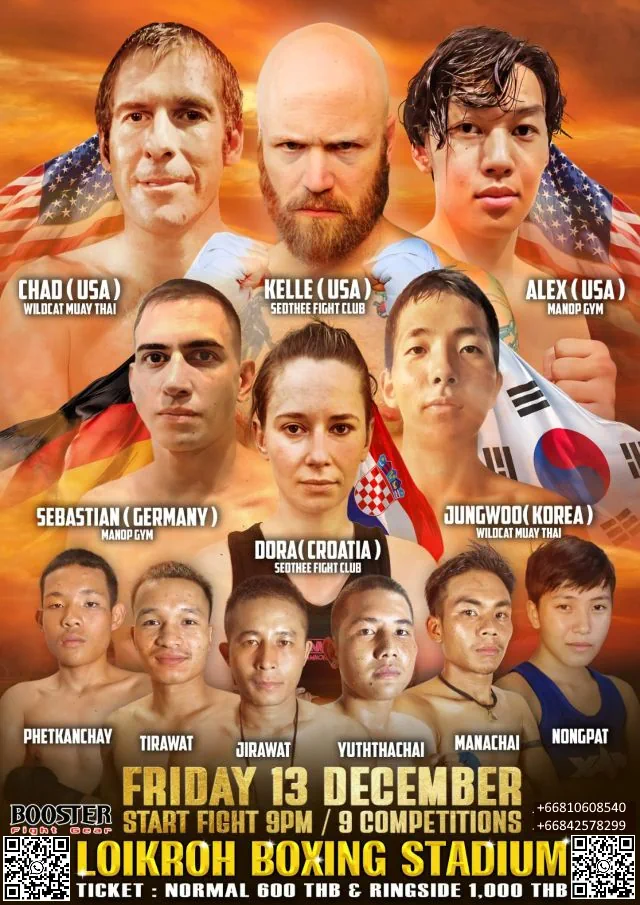 CHAD ( USA )
WILDCAT MUAY THAI
KELLE ( USA )
SEOTHEE FIGHT CLUB
ALEX ( USA )
MANOP GYM
SEBASTIAN ( GERMANY )
MANOP GYM
DORA( CROATIA )
SEOTHEE FIGHT CLUB
JUNGWOO( KOREA )
WILDCAT MUAY THAI
PHETKANCHAY
TIRAWAT
JIRAWAT
YUTHTHACHAI
MANACHAI
NONGPAT
FRIDAY 13 DECEMBER
START FIGHT 9PM / 9 COMPETITIONS
BOOSTER
Fight Gear
. +66810608540
. +66842578299
LOIKROH BOXING STADIUM
TICKET : NORMAL 600 THB & RINGSIDE 1,000 THB